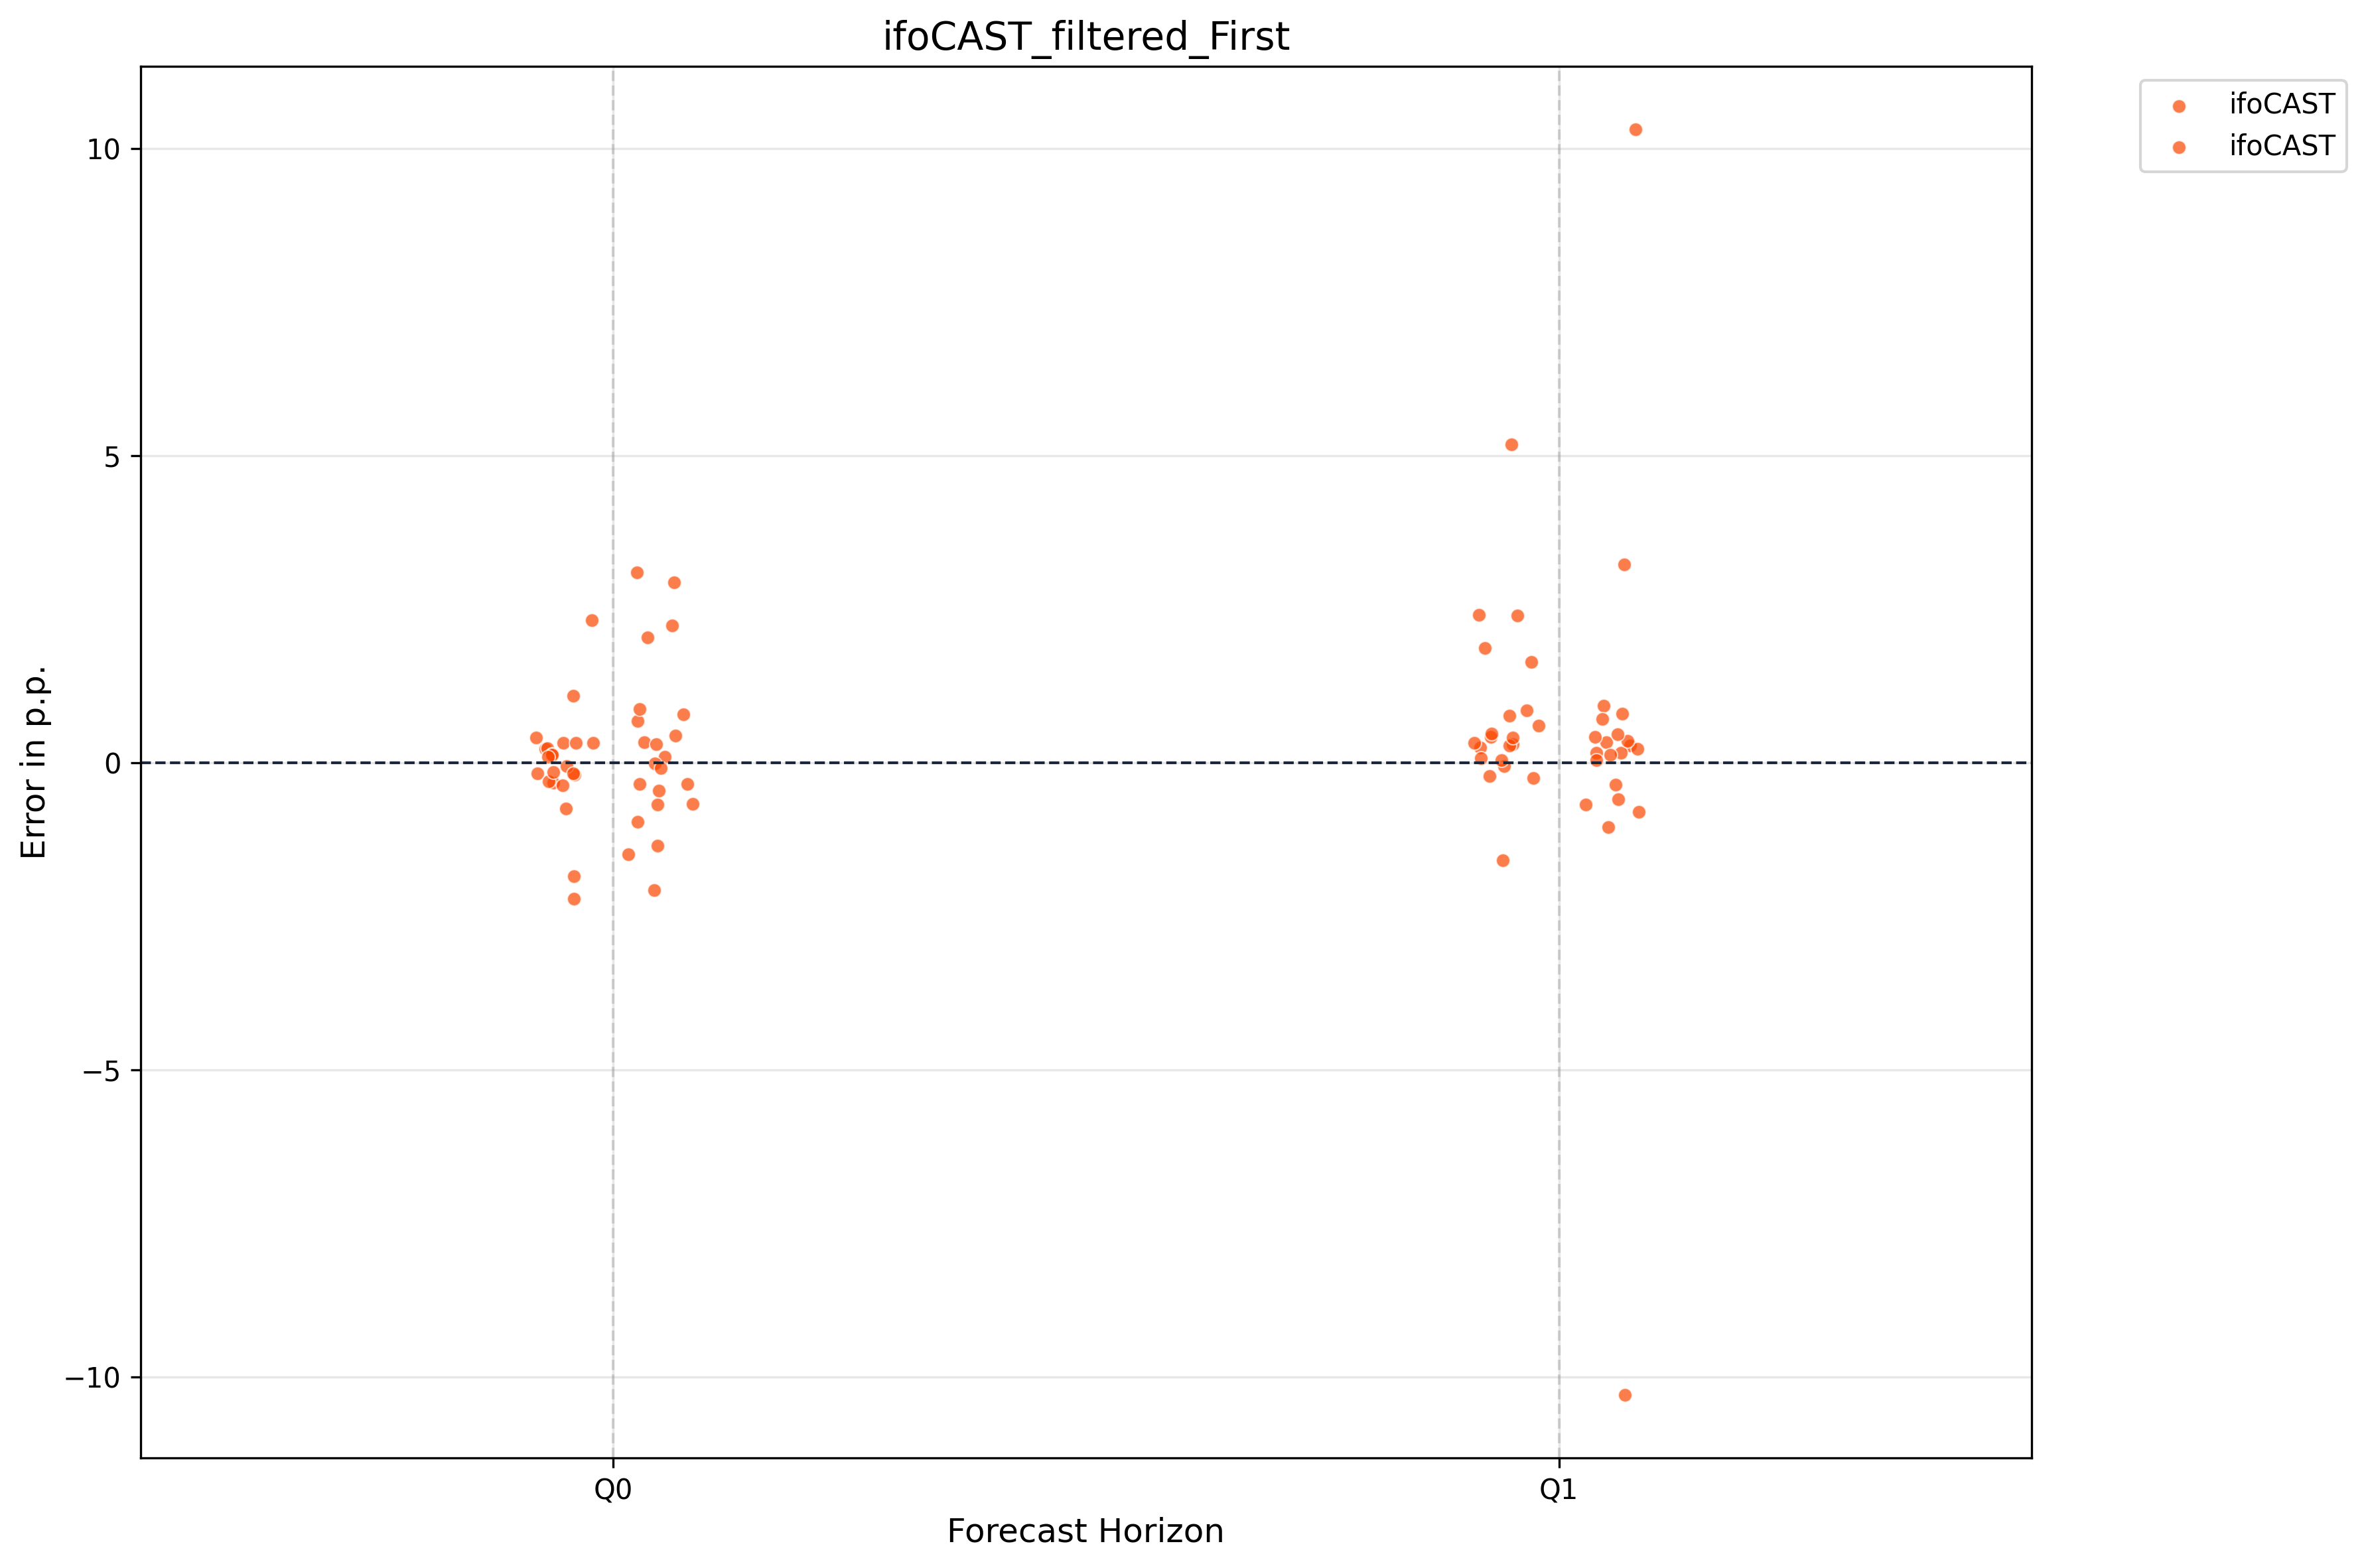 ifoCAST_filtered_First
ifoCAST
ifoCAST
10
5
0
−5
−10
Error in p.p.
Q0
Q1
Forecast Horizon